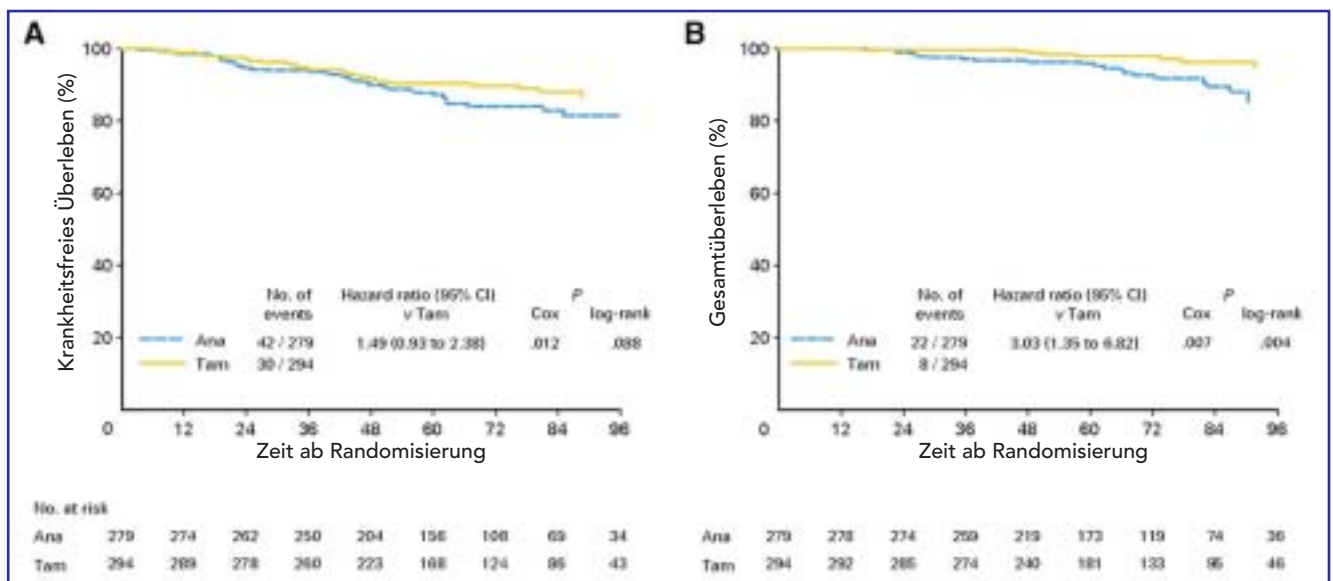 A
Krankheitsfreies Überleben (%)
100
80
60
40
20
No. of events
Hazard ratio (95% CI) v Tam
P
Cox
log-rank
Ana 42 / 279 1.49 (0.93 to 2.38) .012 .088
Tam 30 / 294
0 12 24 36 48 60 72 84 96
Zeit ab Randomisierung
No. at risk
Ana 279 274 262 250 204 156 108 69 34
Tam 294 289 278 260 223 168 124 86 43
B
Gesamtüberleben (%)
100
80
60
40
20
No. of events
Hazard ratio (95% CI) v Tam
P
Cox
log-rank
Ana 22 / 279 3.03 (1.35 to 6.82) .007 .004
Tam 8 / 294
0 12 24 36 48 60 72 84 96
Zeit ab Randomisierung
Ana 279 278 274 259 219 173 119 74 36
Tam 294 292 285 274 240 181 133 95 46